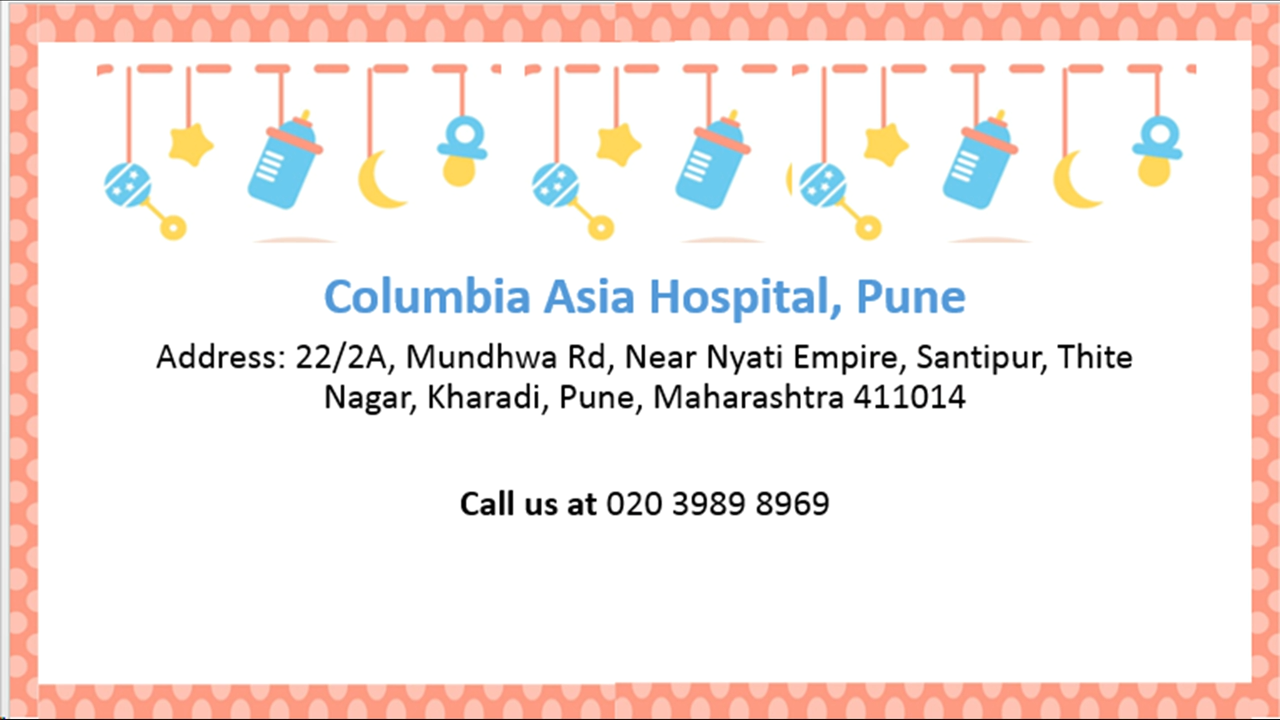 Columbia Asia Hospital, Pune
Address: 22/2A, Mundhwa Rd, Near Nyati Empire, Santipur, Thite
Nagar, Kharadi, Pune, Maharashtra 411014
Call us at 020 3989 8969